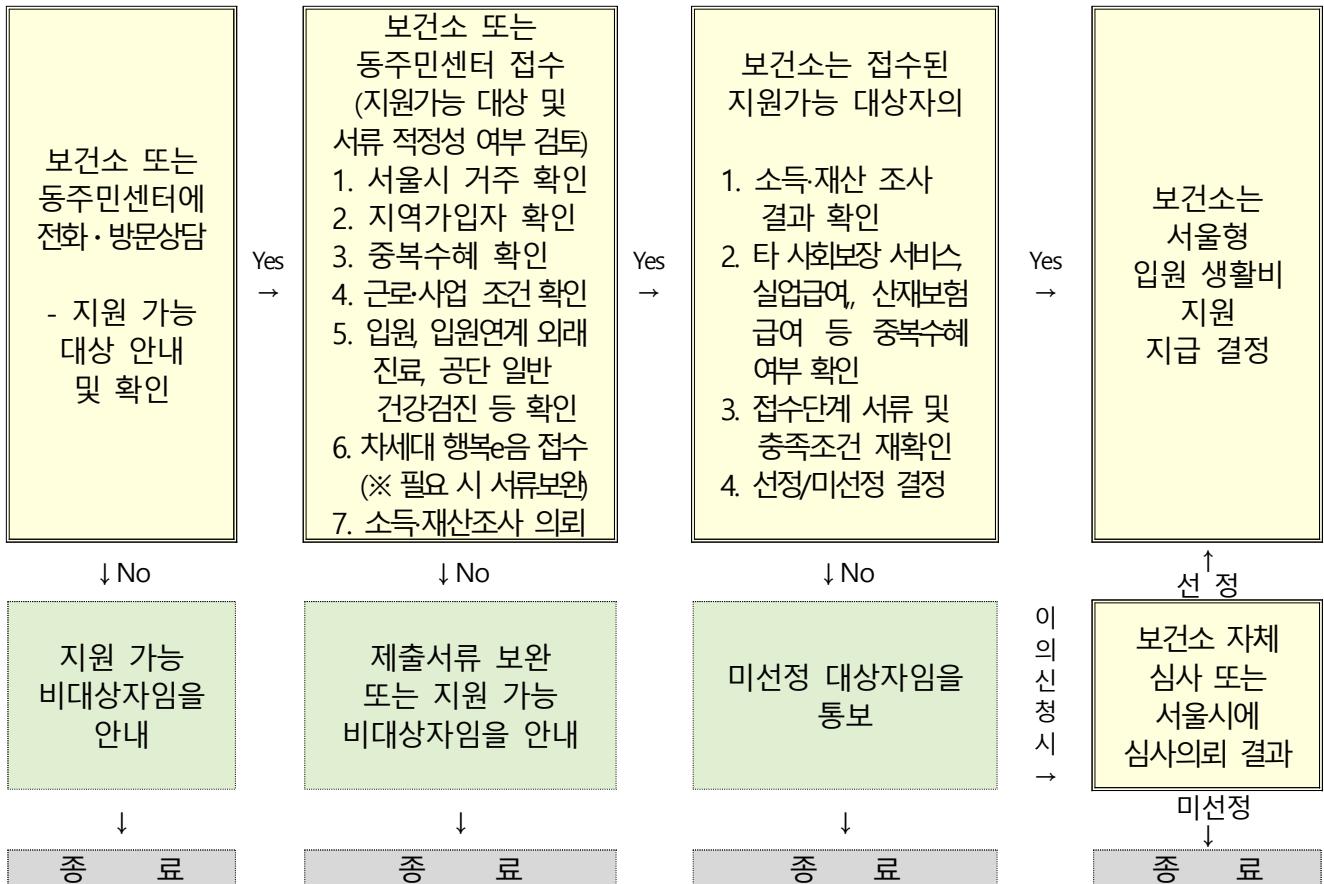 보건소 또는
동주민센터에
전화·방문상담
- 지원 가능
대상 안내
및 확인
Yes
→
보건소 또는
동주민센터 접수
(지원가능 대상 및
서류 적정성 여부 검토)
1. 서울시 거주 확인
2. 지역가입자 확인
3. 중복수혜 확인
4. 근로·사업 조건 확인
5. 입원, 입원연계 외래
진료, 공단 일반
건강검진 등 확인
6. 차세대 행복e음 접수
(※ 필요 시 서류보완)
7. 소득·재산조사 의뢰
Yes
→
보건소는 접수된
지원가능 대상자의
1. 소득·재산 조사
결과 확인
2. 타 사회보장 서비스,
실업급여, 산재보험
급여 등 중복수혜
여부 확인
3. 접수단계 서류 및
충족조건 재확인
4. 선정/미선정 결정
Yes
→
보건소는
서울형
입원 생활비
지원
지급 결정
↓No
↓No
↓No
↑
선 정
지원 가능
비대상자임을
안내
제출서류 보완
또는 지원 가능
비대상자임을 안내
미선정 대상자임을
통보
이
의
신
청
시
→
보건소 자체
심사 또는
서울시에
심사의뢰 결과
↓
↓
↓
미선정
↓
종 료
종 료
종 료
종 료